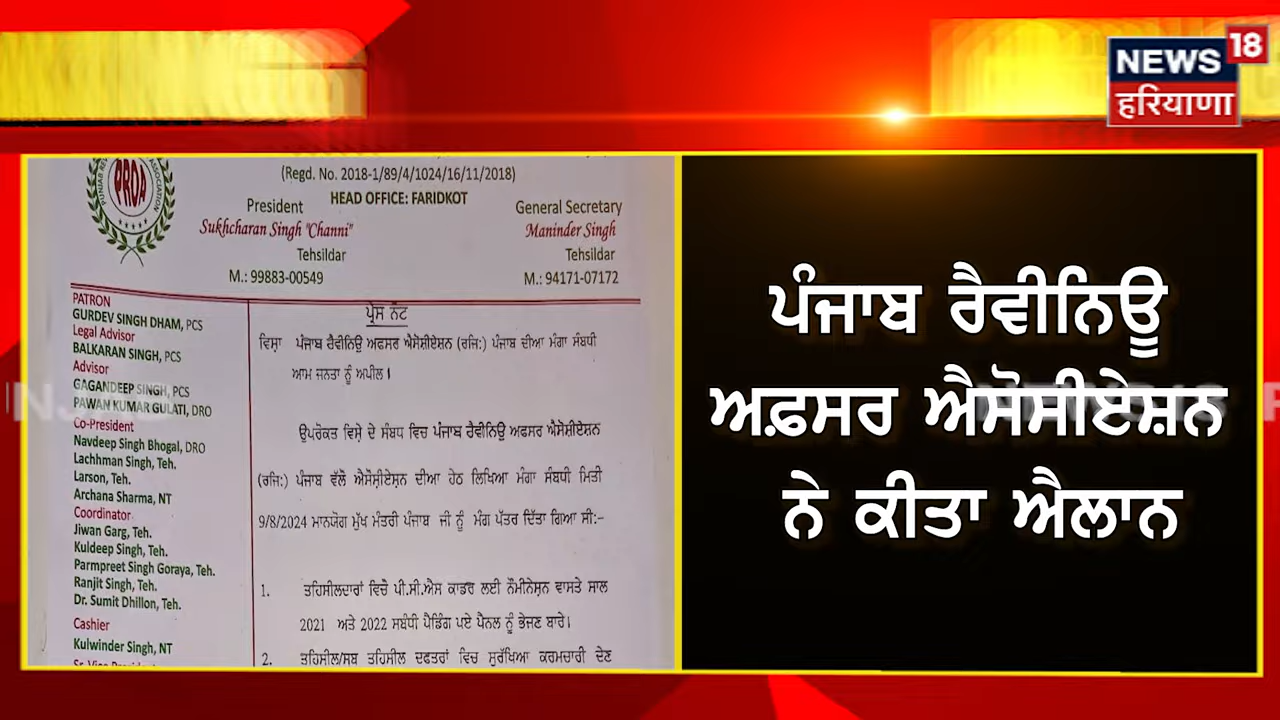 NEWS 18
हरियाणा
PUNJAB ASSOCIATION
PROA
(Regd. No. 2018-1/89/4/1024/16/11/2018)
HEAD OFFICE: FARIDKOT
President
Sukhcharan Singh "Channi"
Tehsildar
M.: 99883-00549
General Secretary
Maninder Singh
Tehsildar
M.: 94171-07172
PATRON
GURDEV SINGH DHAM, PCS
Legal Advisor
BALKARAN SINGH, PCS
Advisor
GAGANDEEP SINGH, PCS
PAWAN KUMAR GULATI, DRO
Co-President
Navdeep Singh Bhogal, DRO
Lachhman Singh, Teh.
Larson, Teh.
Archana Sharma, NT
Coordinator
Jiwan Garg, Teh.
Kuldeep Singh, Teh.
Parmpreet Singh Goraya, Teh.
Ranjit Singh, Teh.
Dr. Sumit Dhillon, Teh.
Cashier
Kulwinder Singh, NT
ਪ੍ਰੈਸ ਨੋਟ
ਵਿਸ਼ਾ ਪੰਜਾਬ ਰੈਵੀਨਿਊ ਅਫਸਰ ਐਸੋਸ਼ੀਏਸ਼ਨ (ਰਜਿ:) ਪੰਜਾਬ ਦੀਆ ਮੰਗਾ ਸੰਬਧੀ
ਆਮ ਜਨਤਾ ਨੂੰ ਅਪੀਲ।
ਉਪਰੋਕਤ ਵਿਸ਼ੇ ਦੇ ਸੰਬਧ ਵਿਚ ਪੰਜਾਬ ਰੈਵੀਨਿਊ ਅਫਸਰ ਐਸੋਸ਼ੀਏਸ਼ਨ
(ਰਜਿ:) ਪੰਜਾਬ ਵੱਲੋ ਐਸੋਸ਼ੀਏਸ਼ਨ ਦੀਆ ਹੇਠ ਲਿਖਿਆ ਮੰਗਾ ਸੰਬਧੀ ਮਿਤੀ
9/8/2024 ਮਾਨਯੋਗ ਮੁੱਖ ਮੰਤਰੀ ਪੰਜਾਬ ਜੀ ਨੂੰ ਮੰਗ ਪੱਤਰ ਦਿੱਤਾ ਗਿਆ ਸੀ:-
1. ਤਹਿਸੀਲਦਾਰਾਂ ਵਿਚੋ ਪੀ.ਸੀ.ਐਸ ਕਾਡਰ ਲਈ ਨੌਮੀਨੇਸ਼ਨ ਵਾਸਤੇ ਸਾਲ
2021 ਅਤੇ 2022 ਸਬੰਧੀ ਪੈਡਿੰਗ ਪਏ ਪੈਨਲ ਨੂੰ ਭੇਜਣ ਬਾਰੇ।
2. ਤਹਿਸੀਲ/ਸਬ ਤਹਿਸੀਲ ਦਫਤਰਾਂ ਵਿਚ ਸੁਰੱਖਿਆ ਕਰਮਚਾਰੀ ਦੇਣ
ਪੰਜਾਬ ਰੈਵੀਨਿਊ
ਅਫ਼ਸਰ ਐਸੋਸੀਏਸ਼ਨ
ਨੇ ਕੀਤਾ ਐਲਾਨ